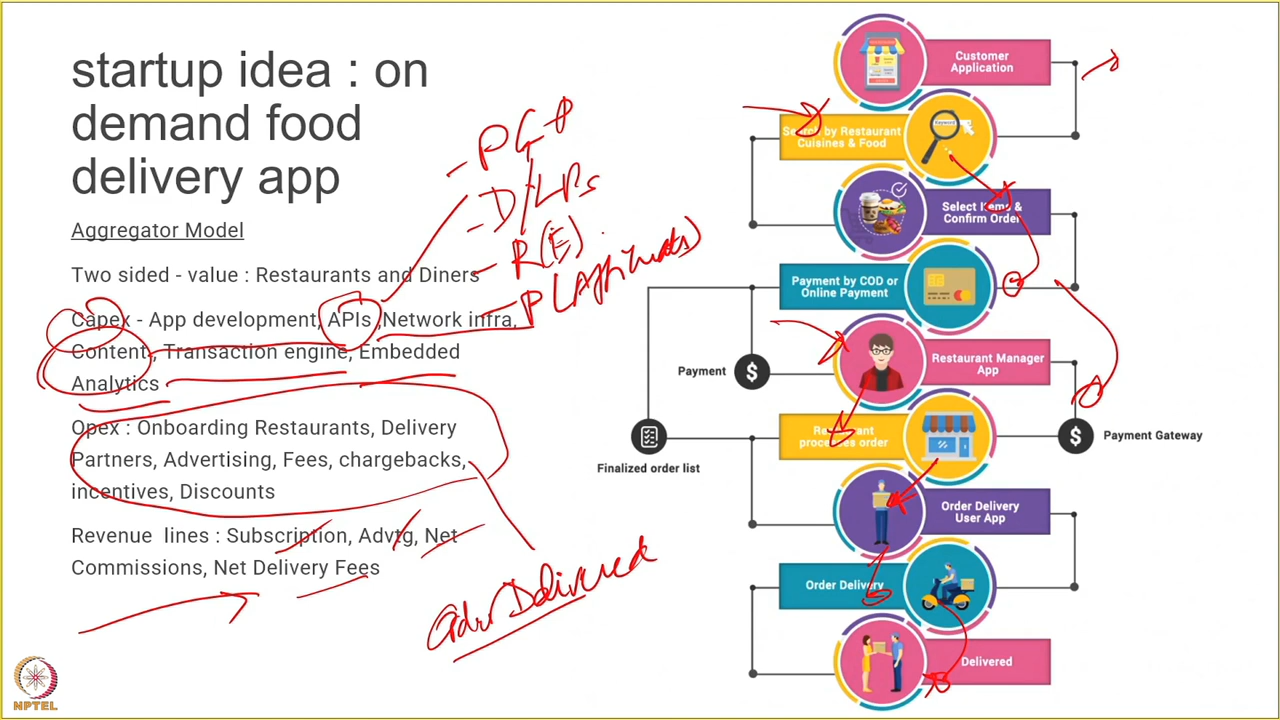 startup idea : on
demand food
delivery app
Aggregator Model
Two sided - value : Restaurants and Diners
Capex - App development, APIs ,Network infra,
Content, Transaction engine, Embedded
Analytics
Opex : Onboarding Restaurants, Delivery
Partners, Advertising, Fees, chargebacks,
incentives, Discounts
Revenue lines : Subscription, Advtg, Net
Commissions, Net Delivery Fees
- PG
- R(E)
Order Delivered
Customer
Application
Search by Restaurant
Cuisines & Food
Keyword
Select Items &
Confirm Order
Payment by COD or
Online Payment
Payment
$
Restaurant Manager
App
Restaurant
processes order
$
Payment Gateway
Finalized order list
Order Delivery
User App
Order Delivery
Delivered
NPTEL